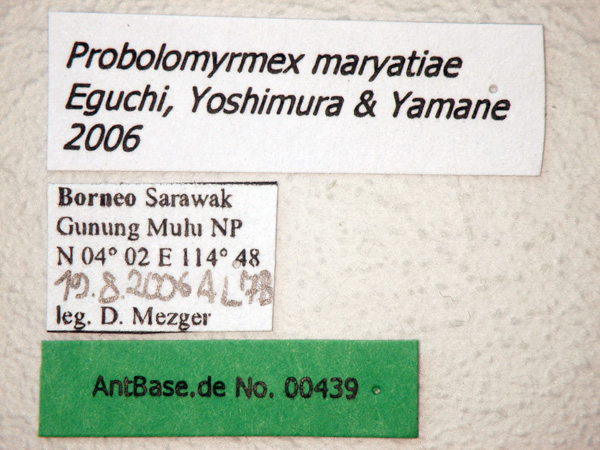 Probolomyrmex maryatiae
Eguchi, Yoshimura & Yamane
2006
Borneo Sarawak
Gunung Mulu NP
N 04° 02 E 114° 48
19.8.2006 A L7B
leg. D. Mezger
AntBase.de No. 00439